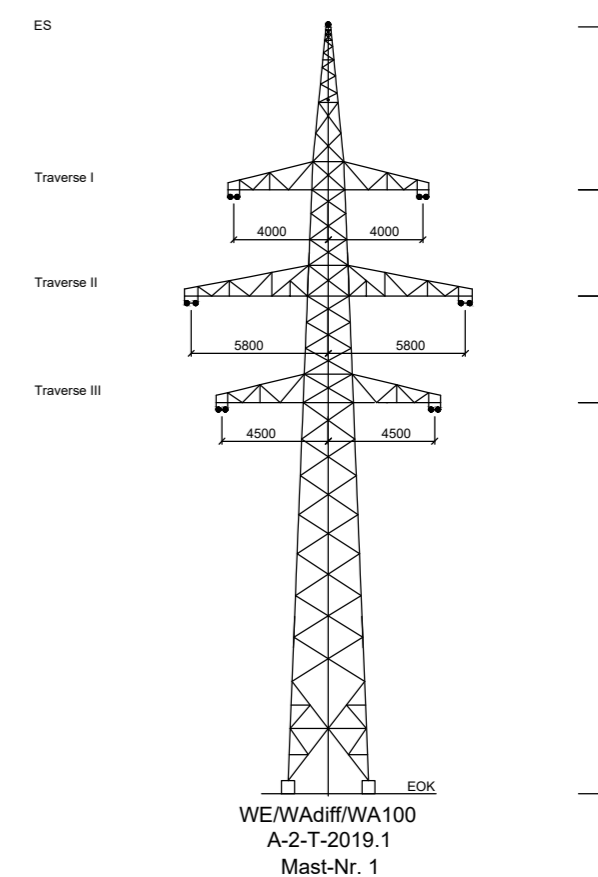 ES
Traverse I
4000 4000
Traverse II
5800 5800
Traverse III
4500 4500
EOK
WE/WAdiff/WA100
A-2-T-2019.1
Mast-Nr. 1